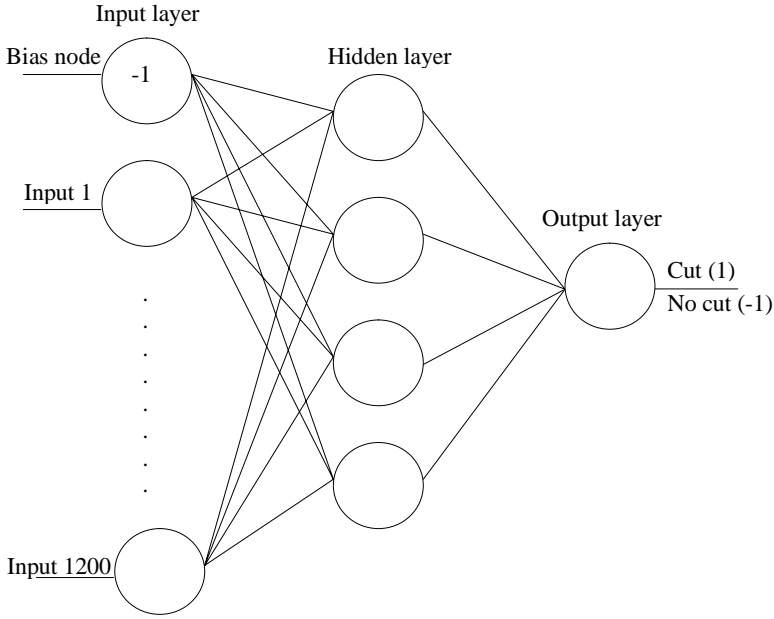 Input layer
Bias node
-1
Hidden layer
Input 1
Output layer
Cut (1)
No cut (-1)
Input 1200